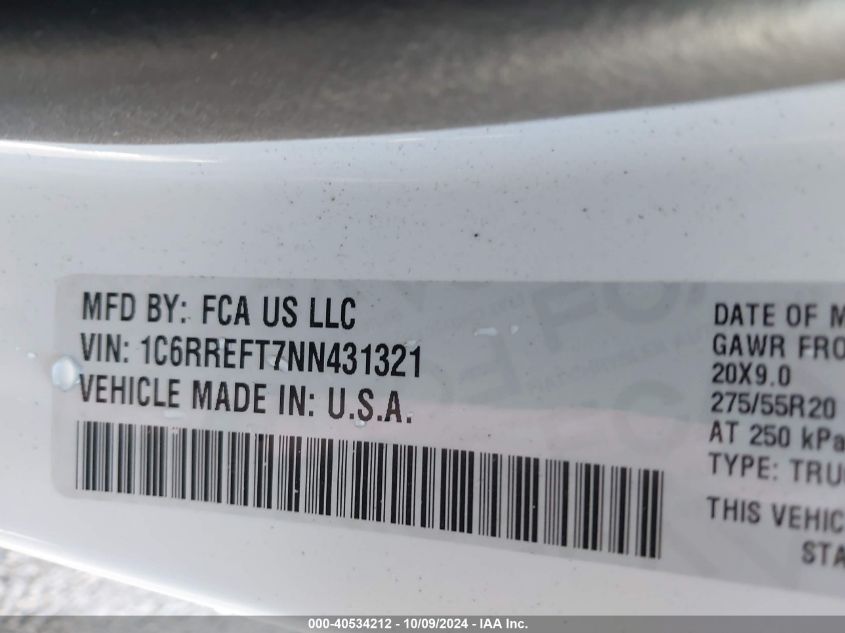 MFD BY: FCA US LLC
VIN: 1C6RREFT7NN431321
VEHICLE MADE IN: U.S.A.
DATE OF M
GAWR FRO
20X9.0
275/55R20
AT 250 kPa
TYPE: TRU
THIS VEHIC
STA
000-40534212 - 10/09/2024 - IAA Inc.